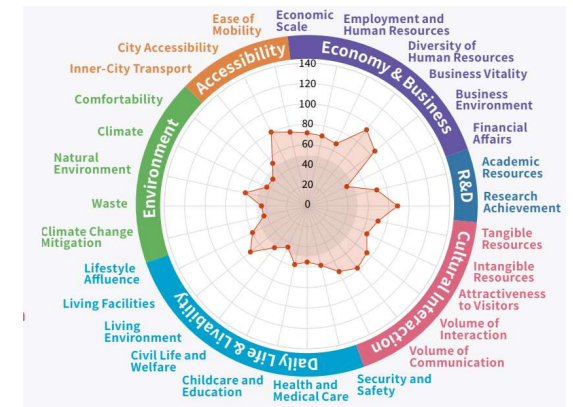 Economic
Scale
Employment and
Human Resources
Diversity of
Human Resources
Business Vitality
Business
Environment
Financial
Affairs
Academic
Resources
Research
Achievement
Tangible
Resources
Intangible
Resources
Attractiveness
to Visitors
Volume of
Interaction
Volume of
Communication
Security and
Safety
Health and
Medical Care
Childcare and
Education
Civil Life and
Welfare
Living
Environment
Living Facilities
Lifestyle
Affluence
Climate Change
Mitigation
Waste
Natural
Environment
Climate
Comfortability
Inner-City Transport
City Accessibility
Ease of
Mobility
Economy & Business
R&D
Cultural Interaction
Daily Life & Livability
Environment
Accessibility
140
120
100
80
60
40
20
0